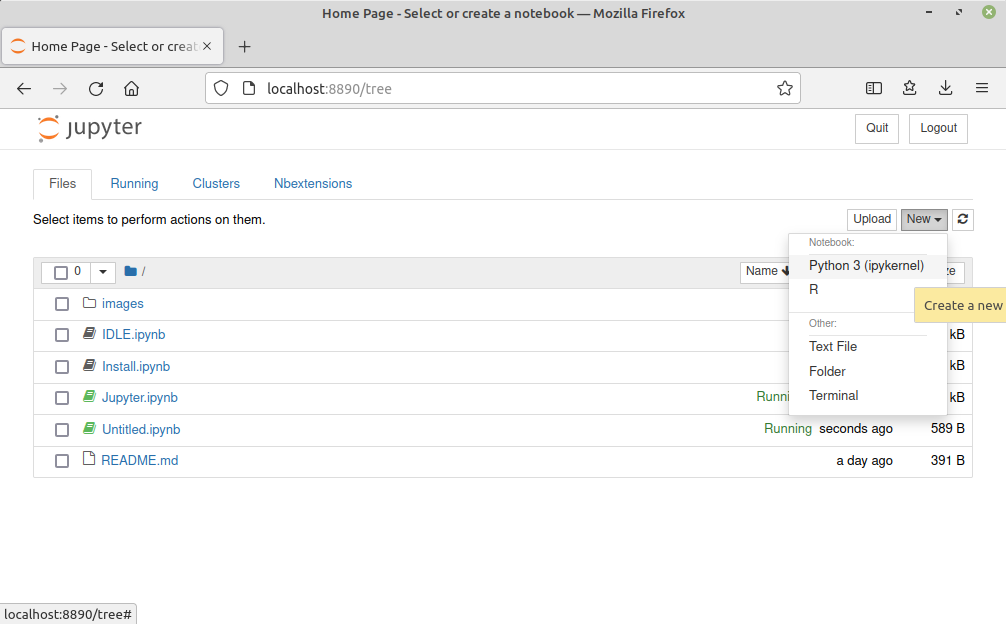 Home Page - Select or create a notebook — Mozilla Firefox
Home Page - Select or creat
localhost:8890/tree
jupyter
Quit Logout
Files Running Clusters Nbextensions
Select items to perform actions on them.
Upload New
Notebook:
0 / Name
Python 3 (ipykernel)
R
Create a new
Other:
Text File
Folder
Terminal
images
IDLE.ipynb kB
Install.ipynb kB
Jupyter.ipynb Runni kB
Untitled.ipynb Running seconds ago 589 B
README.md a day ago 391 B
localhost:8890/tree#